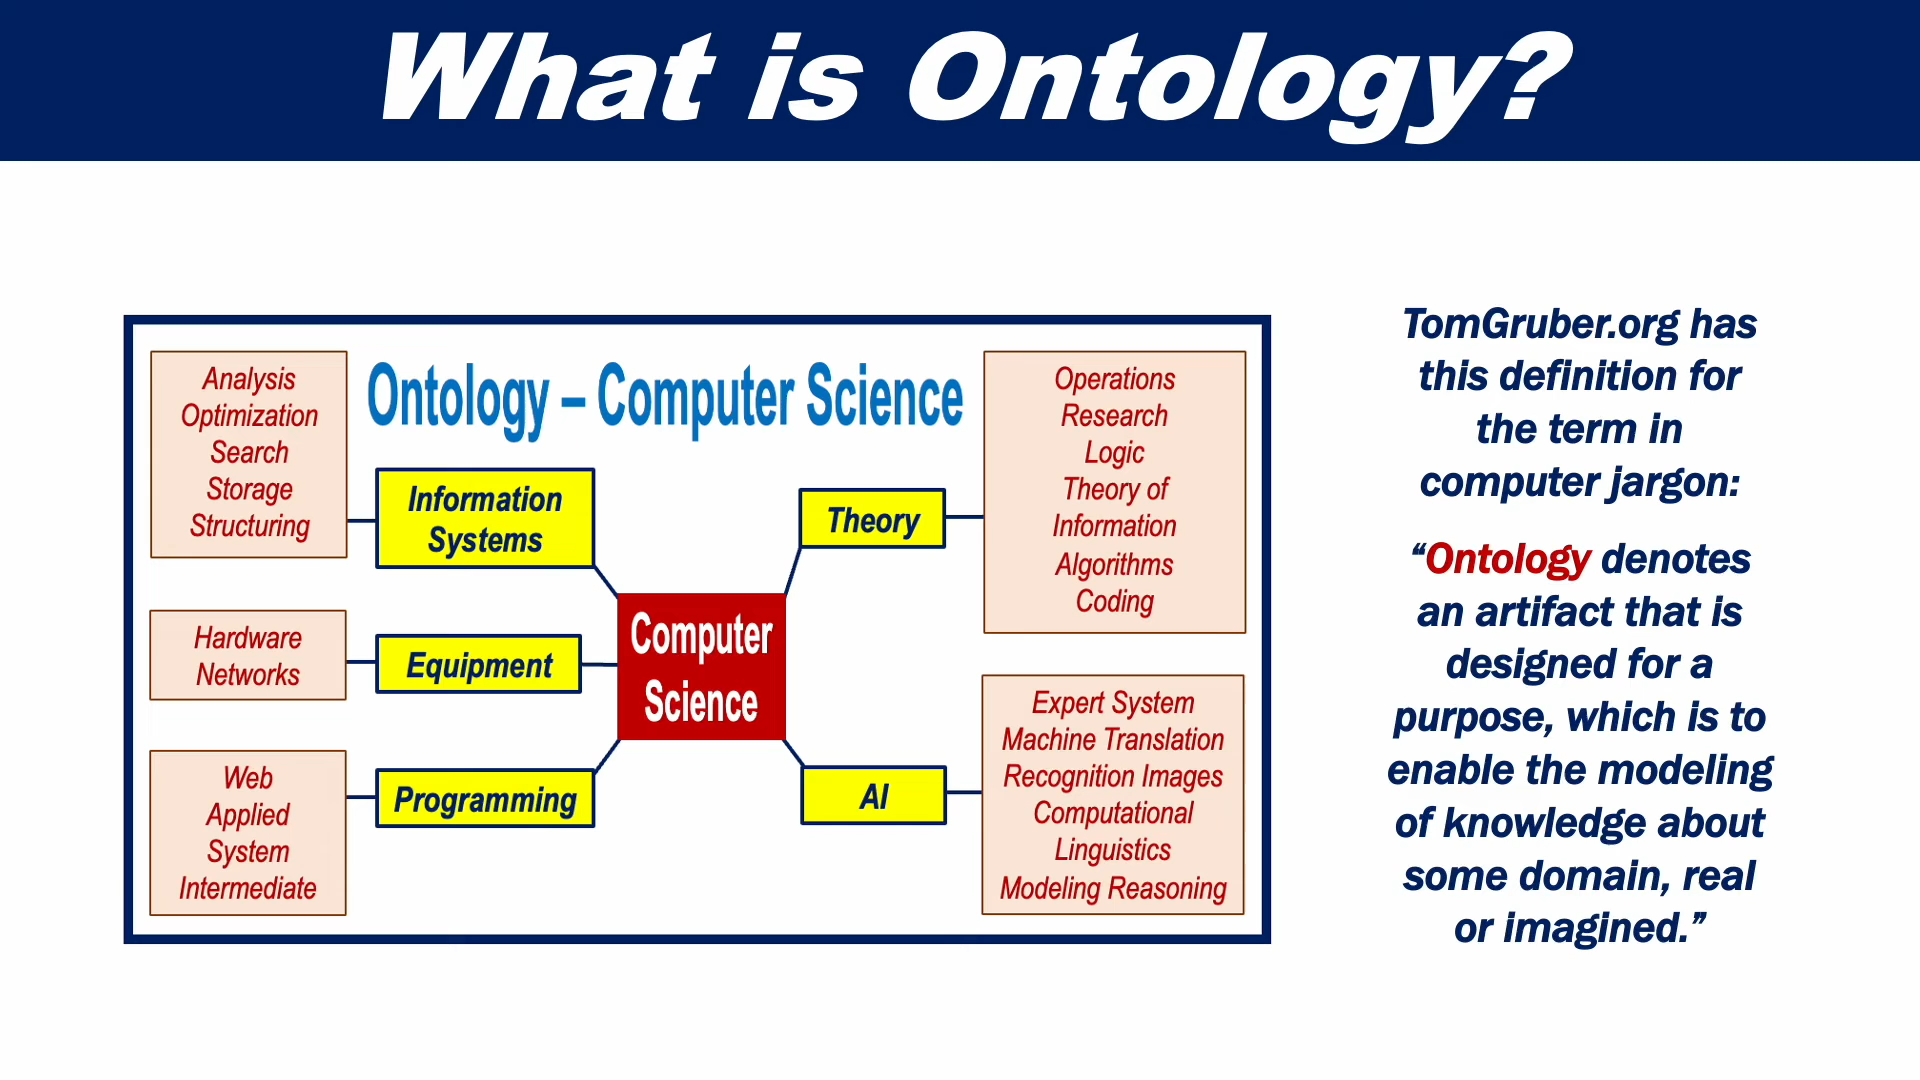 What is Ontology?
Ontology – Computer Science
Analysis
Optimization
Search
Storage
Structuring
Information
Systems
Hardware
Networks
Equipment
Web
Applied
System
Intermediate
Programming
Computer
Science
Theory
Operations
Research
Logic
Theory of
Information
Algorithms
Coding
AI
Expert System
Machine Translation
Recognition Images
Computational
Linguistics
Modeling Reasoning
TomGruber.org has
this definition for
the term in
computer jargon:
“Ontology denotes
an artifact that is
designed for a
purpose, which is to
enable the modeling
of knowledge about
some domain, real
or imagined.”